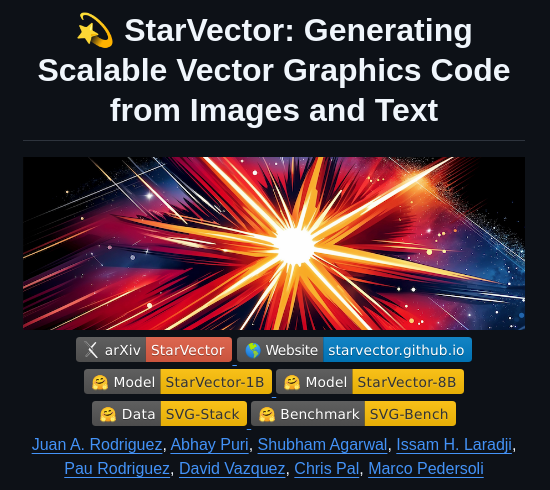 💫 StarVector: Generating
Scalable Vector Graphics Code
from Images and Text
arXiv StarVector Website starvector.github.io
🤗 Model StarVector-1B 🤗 Model StarVector-8B
🤗 Data SVG-Stack 🤗 Benchmark SVG-Bench
Juan A. Rodriguez, Abhay Puri, Shubham Agarwal, Issam H. Laradji,
Pau Rodriguez, David Vazquez, Chris Pal, Marco Pedersoli